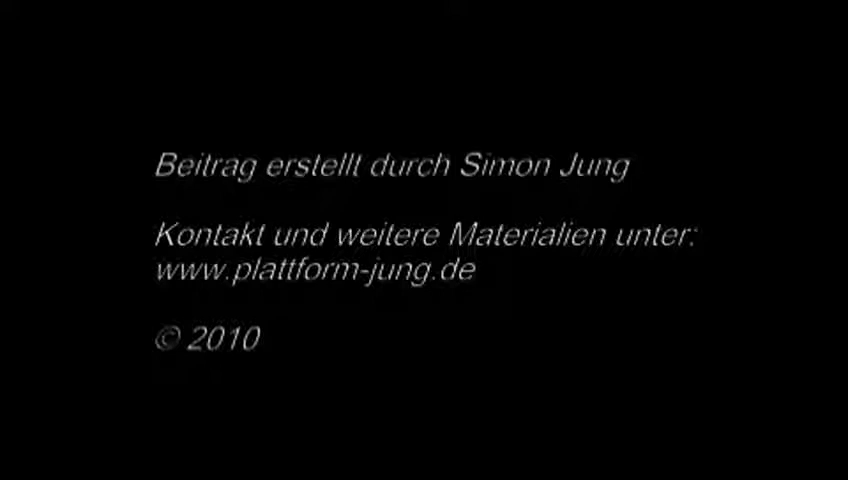 Beitrag erstellt durch Simon Jung
Kontakt und weitere Materialien unter:
www.plattform-jung.de
© 2010